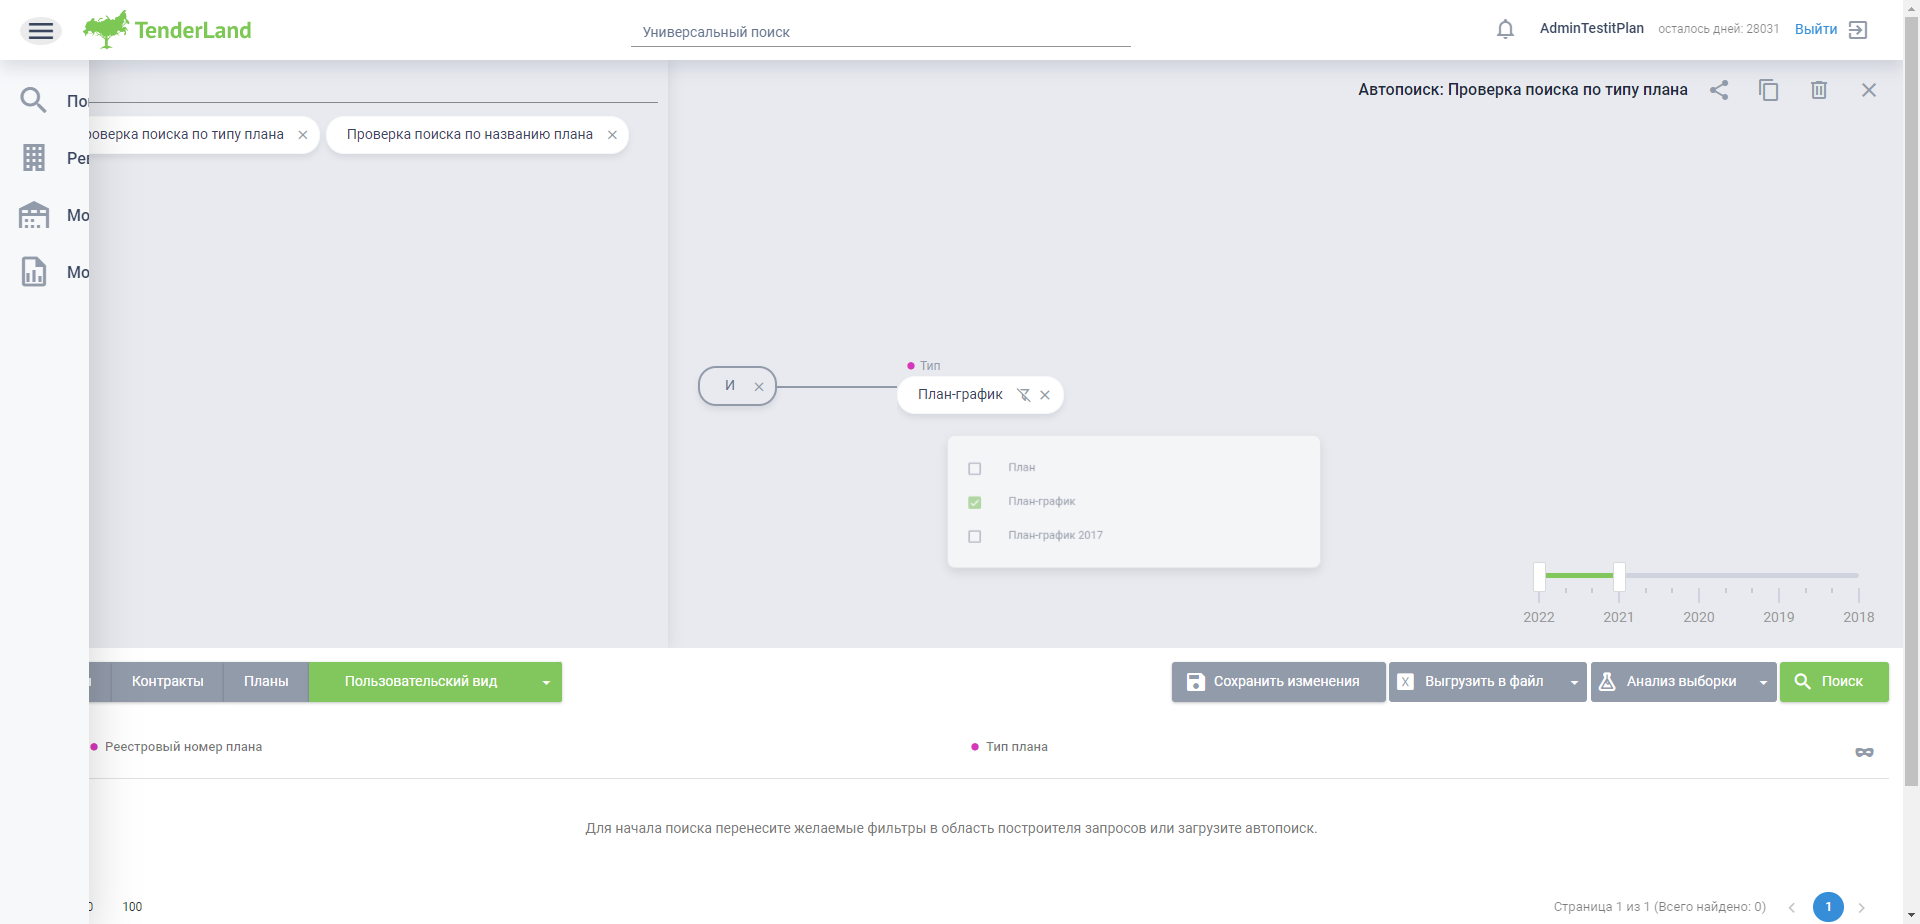 TenderLand
Универсальный поиск
AdminTestitPlan
осталось дней: 28031
Выйти
Автопоиск: Проверка поиска по типу плана
роверка поиска по типу плана
Проверка поиска по названию плана
Мо
Мо
Тип
И
План-график
План
План-график
План-график 2017
2022 2021 2020 2019 2018
Контракты
Планы
Пользовательский вид
Сохранить изменения
Выгрузить в файл
Анализ выборки
Поиск
Реестровый номер плана
Тип плана
Для начала поиска перенесите желаемые фильтры в область построителя запросов или загрузите автопоиск.
100
Страница 1 из 1 (Всего найдено: 0)
1